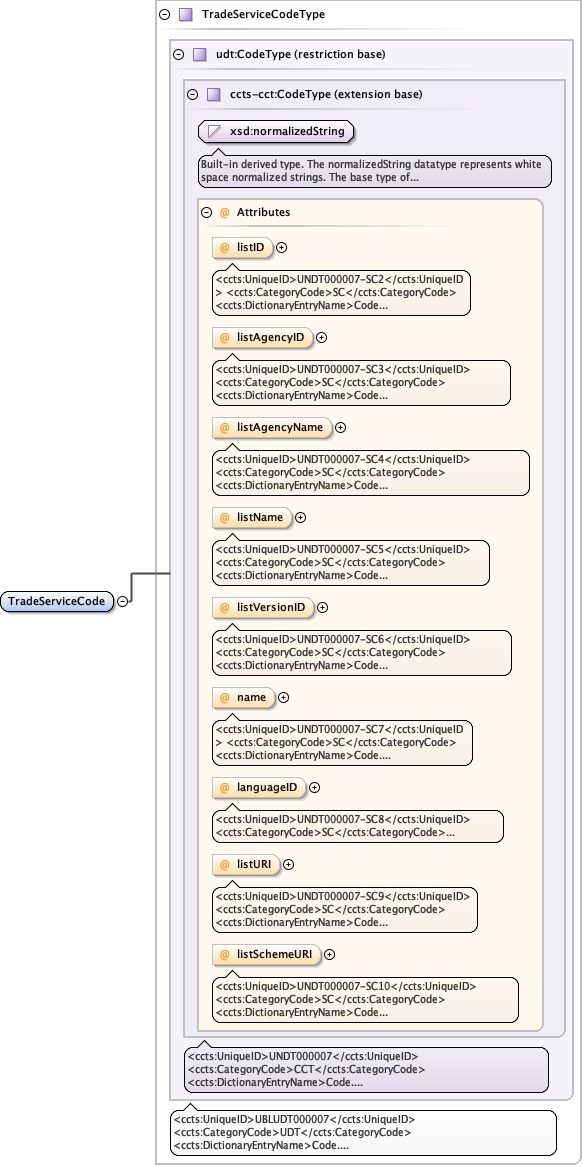 TradeServiceCodeType
udt:CodeType (restriction base)
ccts-cct:CodeType (extension base)
xsd:normalizedString
Built-in derived type. The normalizedString datatype represents white
space normalized strings. The base type of...
@ Attributes
@ listID
<ccts:UniqueID>UNDT000007-SC2</ccts:UniqueID
> <ccts:CategoryCode>SC</ccts:CategoryCode>
<ccts:DictionaryEntryName>Code...
@ listAgencyID
<ccts:UniqueID>UNDT000007-SC3</ccts:UniqueID>
<ccts:CategoryCode>SC</ccts:CategoryCode>
<ccts:DictionaryEntryName>Code...
@ listAgencyName
<ccts:UniqueID>UNDT000007-SC4</ccts:UniqueID>
<ccts:CategoryCode>SC</ccts:CategoryCode>
<ccts:DictionaryEntryName>Code...
@ listName
<ccts:UniqueID>UNDT000007-SC5</ccts:UniqueID>
<ccts:CategoryCode>SC</ccts:CategoryCode>
<ccts:DictionaryEntryName>Code...
TradeServiceCode
@ listVersionID
<ccts:UniqueID>UNDT000007-SC6</ccts:UniqueID>
<ccts:CategoryCode>SC</ccts:CategoryCode>
<ccts:DictionaryEntryName>Code...
@ name
<ccts:UniqueID>UNDT000007-SC7</ccts:UniqueID
> <ccts:CategoryCode>SC</ccts:CategoryCode>
<ccts:DictionaryEntryName>Code....
@ languageID
<ccts:UniqueID>UNDT000007-SC8</ccts:UniqueID>
<ccts:CategoryCode>SC</ccts:CategoryCode>...
@ listURI
<ccts:UniqueID>UNDT000007-SC9</ccts:UniqueID>
<ccts:CategoryCode>SC</ccts:CategoryCode>
<ccts:DictionaryEntryName>Code...
@ listSchemeURI
<ccts:UniqueID>UNDT000007-SC10</ccts:UniqueID>
<ccts:CategoryCode>SC</ccts:CategoryCode>
<ccts:DictionaryEntryName>Code...
<ccts:UniqueID>UNDT000007</ccts:UniqueID>
<ccts:CategoryCode>CCT</ccts:CategoryCode>
<ccts:DictionaryEntryName>Code....
<ccts:UniqueID>UBLUDT000007</ccts:UniqueID>
<ccts:CategoryCode>UDT</ccts:CategoryCode>
<ccts:DictionaryEntryName>Code....